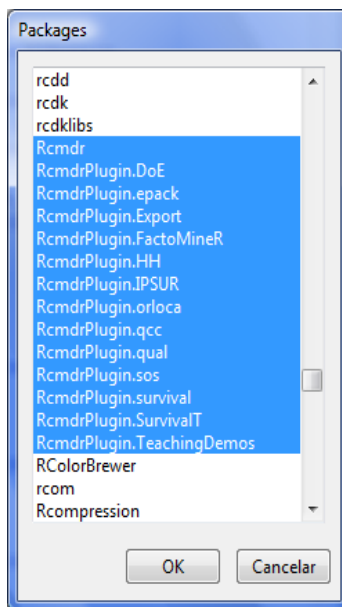 Packages
rcdd
rcdk
rcdklibs
Rcmdr
RcmdrPlugin.DoE
RcmdrPlugin.epack
RcmdrPlugin.Export
RcmdrPlugin.FactoMineR
RcmdrPlugin.HH
RcmdrPlugin.IPSUR
RcmdrPlugin.orloca
RcmdrPlugin.qcc
RcmdrPlugin.qual
RcmdrPlugin.sos
RcmdrPlugin.survival
RcmdrPlugin.SurvivalT
RcmdrPlugin.TeachingDemos
RColorBrewer
rcom
Rcompression
OK Cancelar